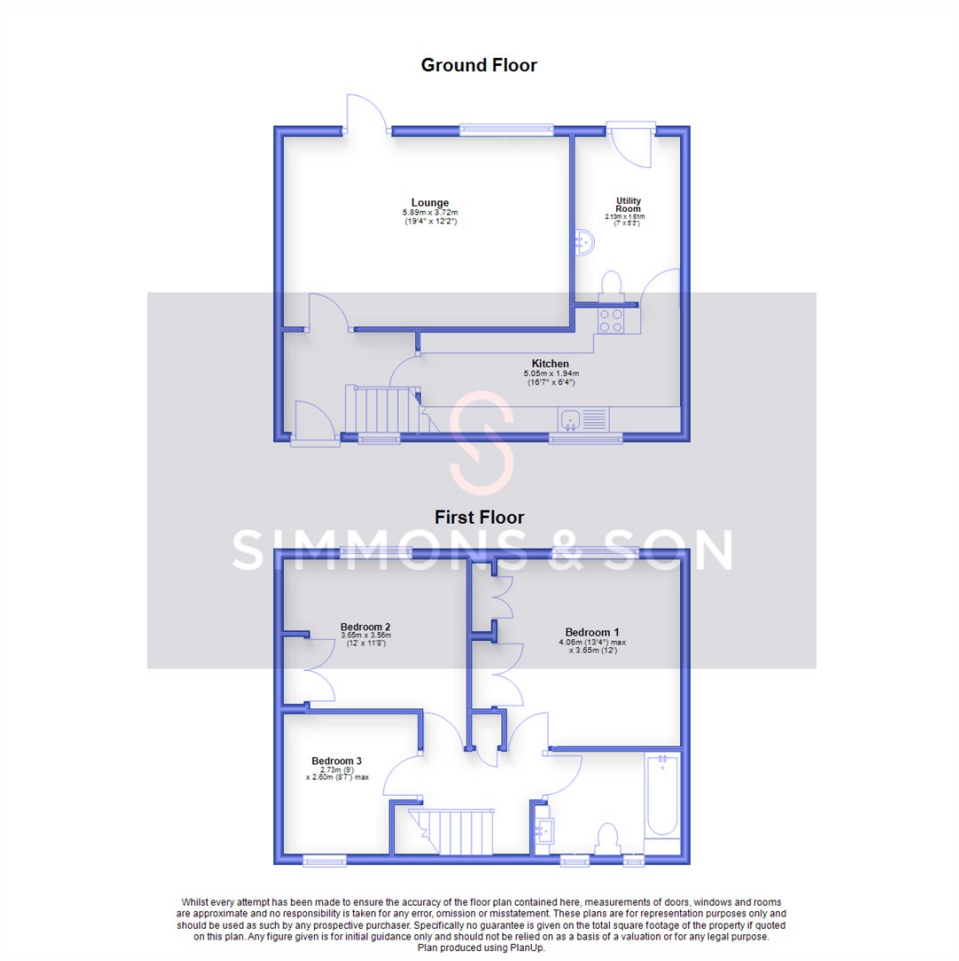 Ground Floor
Lounge
5.89m x 3.72m
(19'4" x 12'2")
Utility
Room
2.13m x 1.61m
(7' x 5'3")
Kitchen
5.05m x 1.94m
(16'7" x 6'4")
First Floor
SIMMONS & SON
Bedroom 2
3.65m x 3.56m
(12' x 11'8")
Bedroom 1
4.06m (13'4") max
x 3.65m (12')
Bedroom 3
2.73m (9')
x 2.60m (8'7") max
Whilst every attempt has been made to ensure the accuracy of the floor plan contained here, measurements of doors, windows and rooms
are approximate and no responsibility is taken for any error, omission or misstatement. These plans are for representation purposes only and
should be used as such by any prospective purchaser. Specifically no guarantee is given on the total square footage of the property if quoted
on this plan. Any figure given is for initial guidance only and should not be relied on as a basis of a valuation or for any legal purpose.
Plan produced using PlanUp.